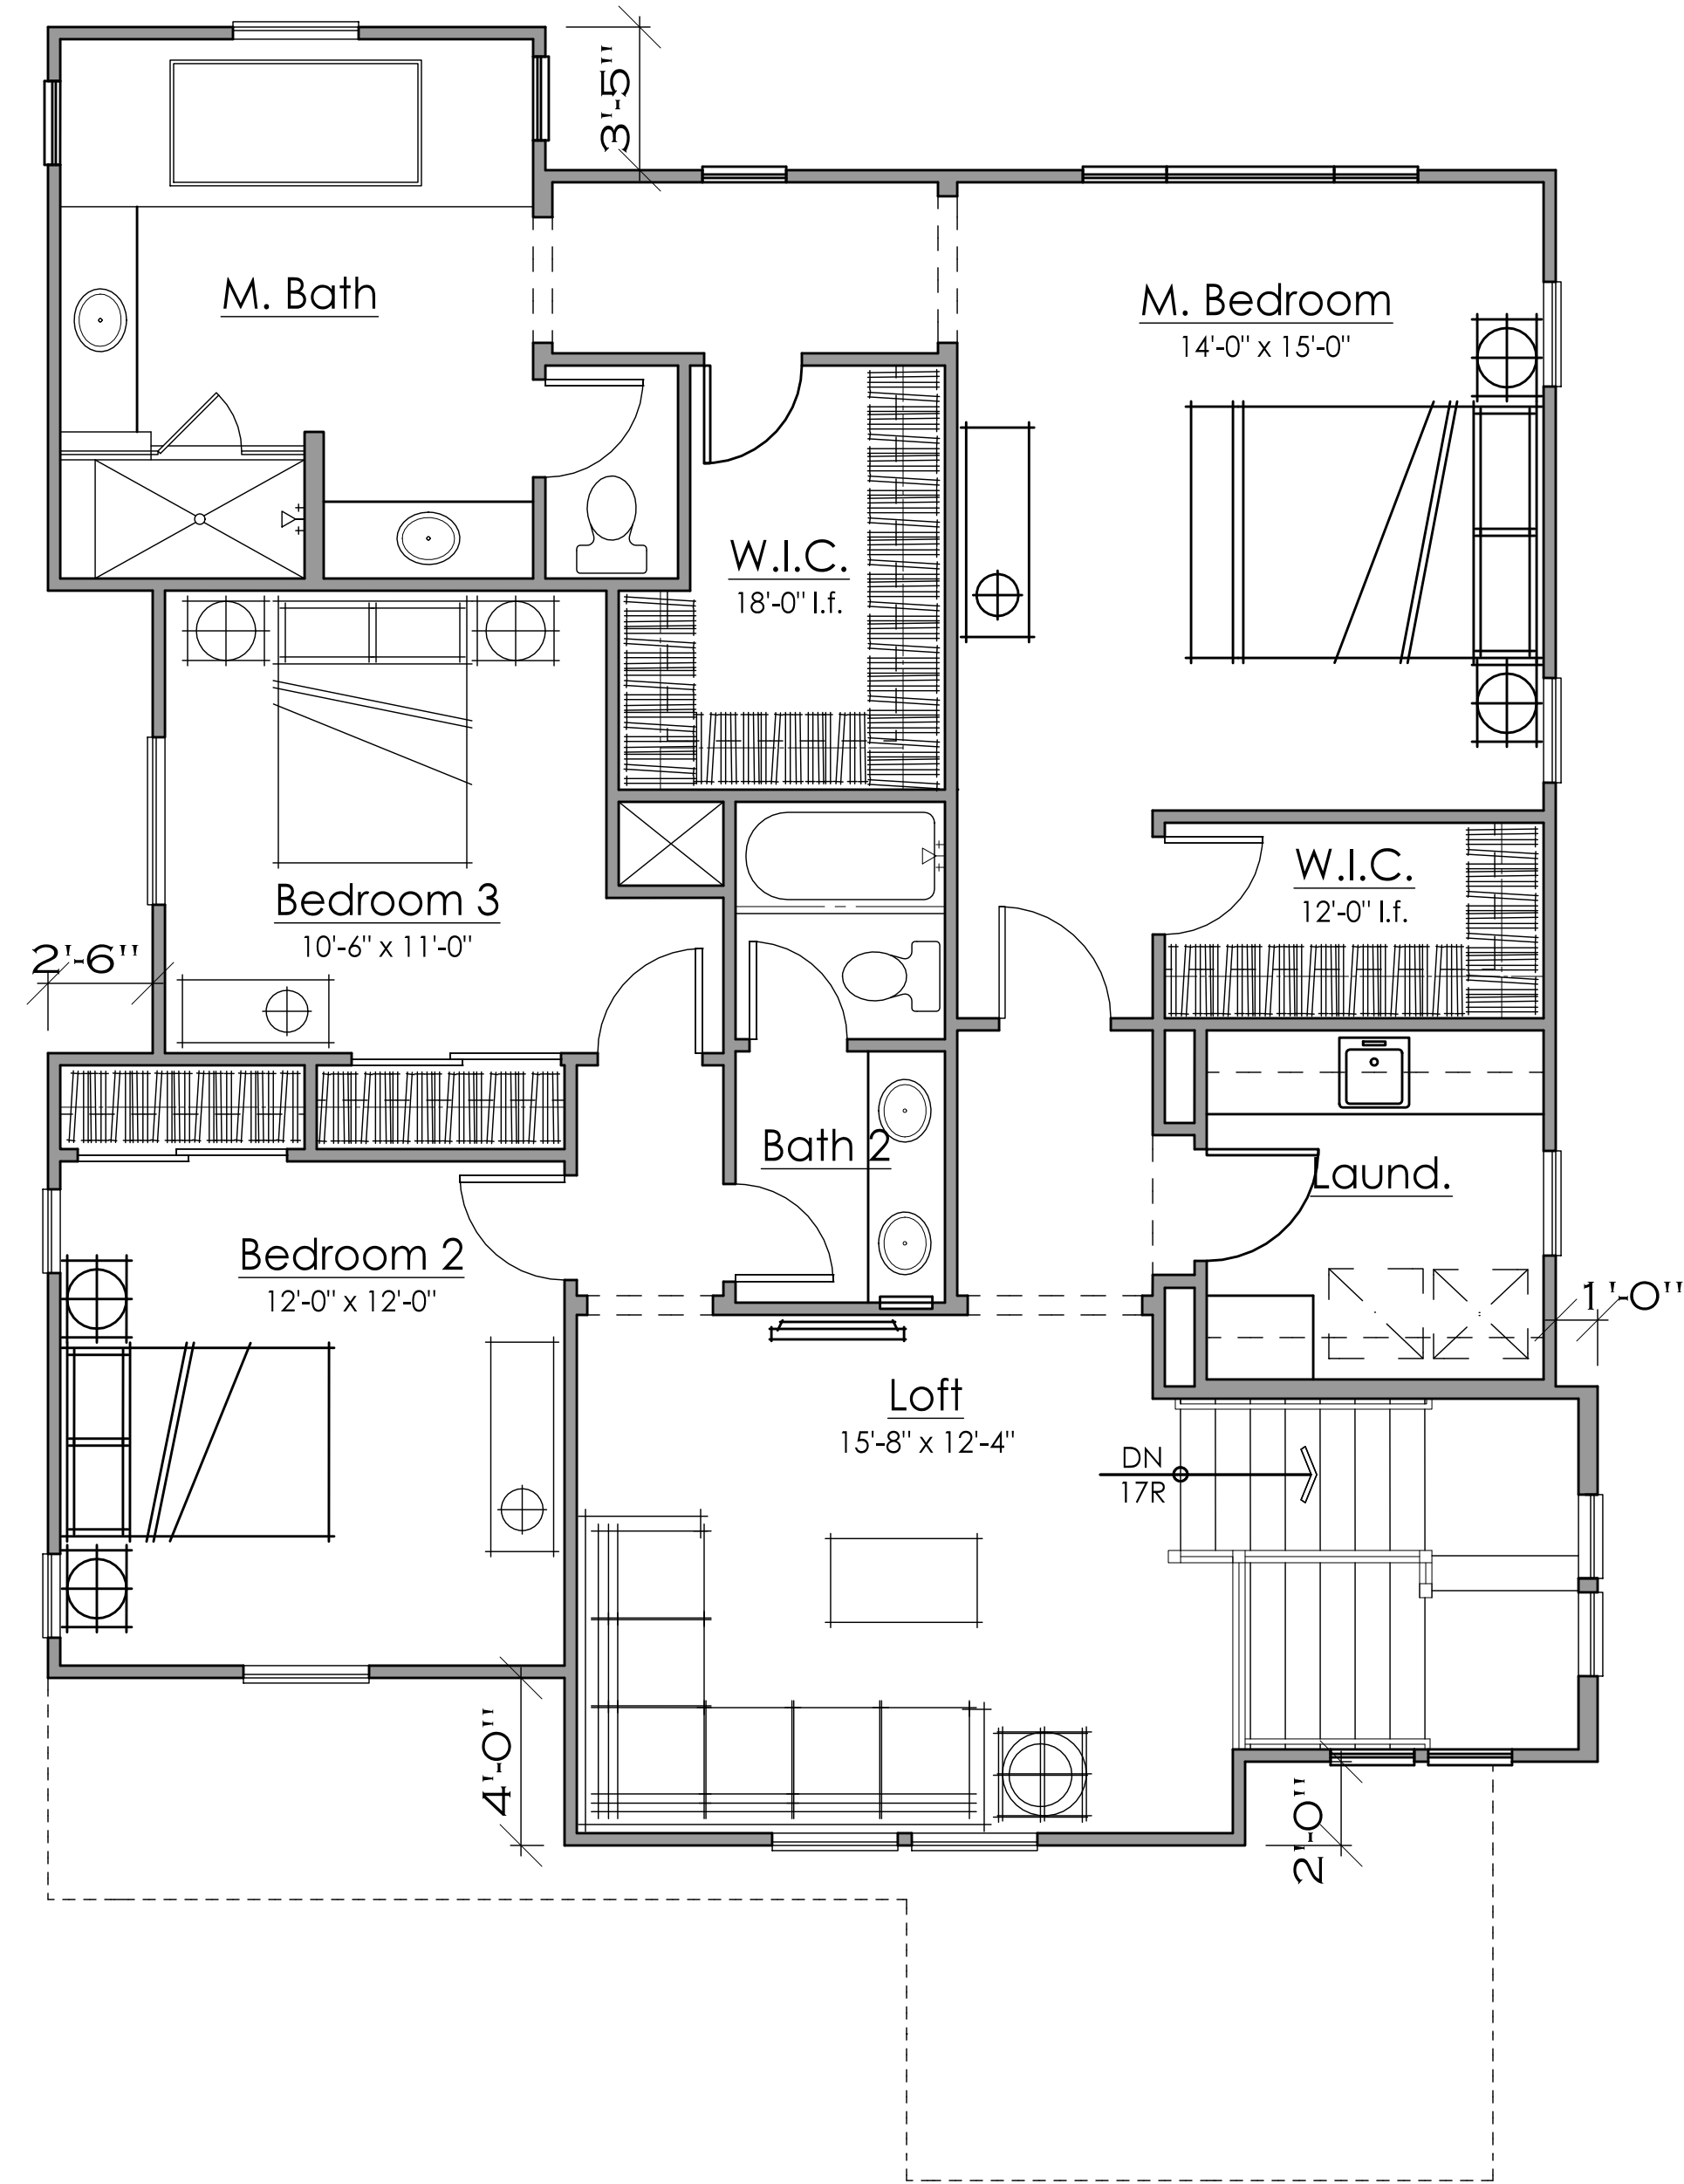 3'-5"
M. Bath
M. Bedroom
14'-0" x 15'-0"
W.I.C.
18'-0" l.f.
W.I.C.
12'-0" l.f.
Bedroom 3
10'-6" x 11'-0"
2'-6"
Bath 2
Laund.
Bedroom 2
12'-0" x 12'-0"
1'-0"
Loft
15'-8" x 12'-4"
DN
17R
4'-0"
2'-0"